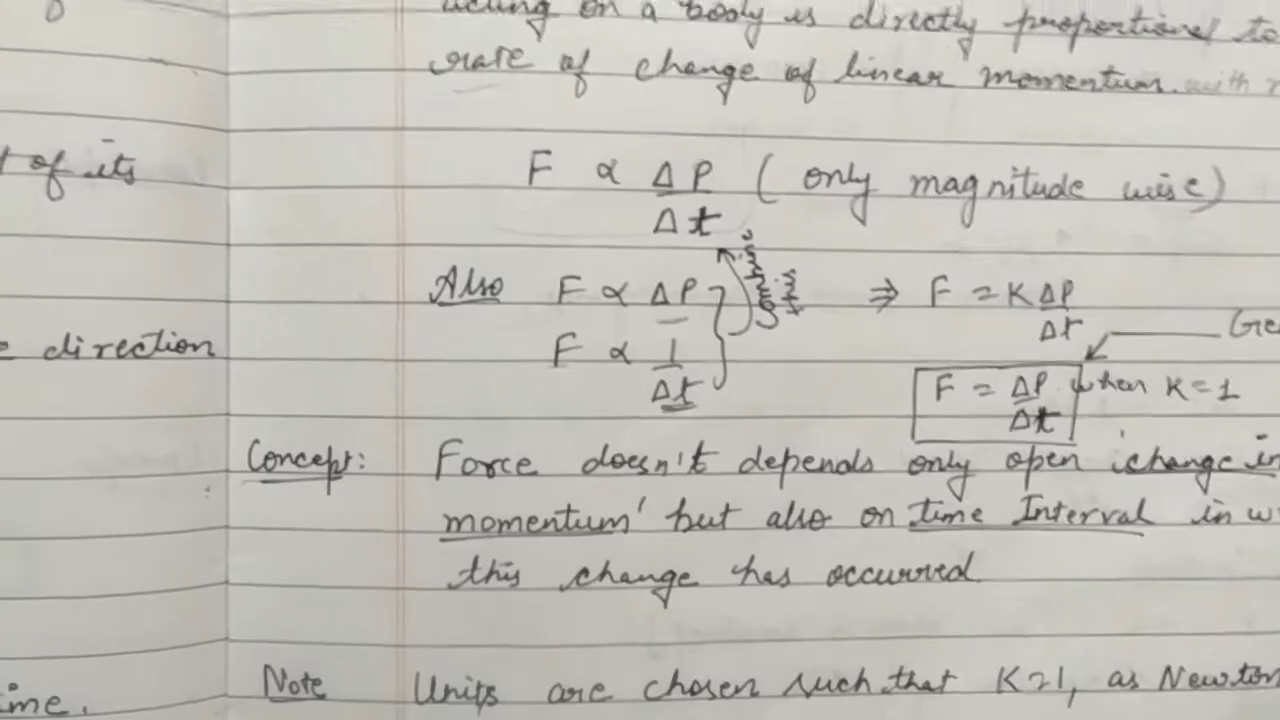 acting on a body is directly proportional to
rate of change of linear momentum. with
t of its
F ∝ ΔP/Δt (only magnitude wise)
Also F ∝ ΔP ⇒ F = K ΔP/Δt
F ∝ 1/Δt
direction
F = ΔP/Δt when K = 1
Concept: Force doesn't depends only open 'change in
momentum' but also on time Interval in w
this change has occurred
Note Units are chosen such that K=1, as Newton
ime.